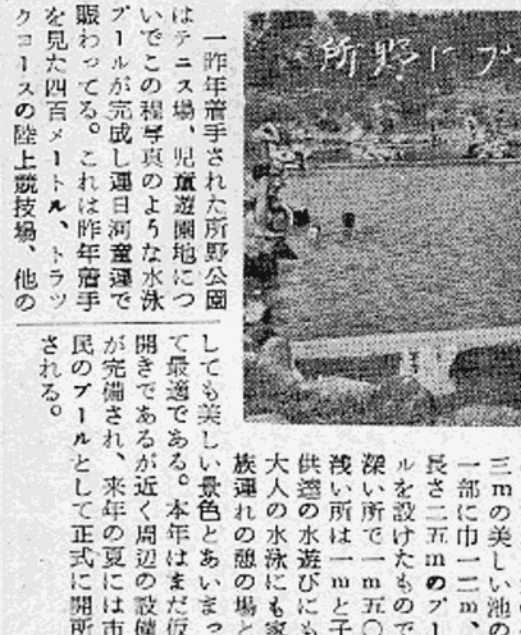 所野にプ
一昨年着手された所野公園
はテニス場、児童遊園地につ
いでこの程写真のような水泳
プールが完成し連日河童連で
賑わってる。これは昨年着手
を見た四百メートル、トラッ
クコースの陸上競技場、他の
三mの美しい池の
一部に巾一二m、
長さ二五mのプー
ルを設けたもので
深い所で一m五〇
浅い所は一mと子
供達の水遊びにも
大人の水泳にも家
族連れの憩の場と
しても美しい景色とあいまっ
て最適である。本年はまだ仮
開きであるが近く周辺の設備
が完備され、来年の夏には市
民のプールとして正式に開所
される。